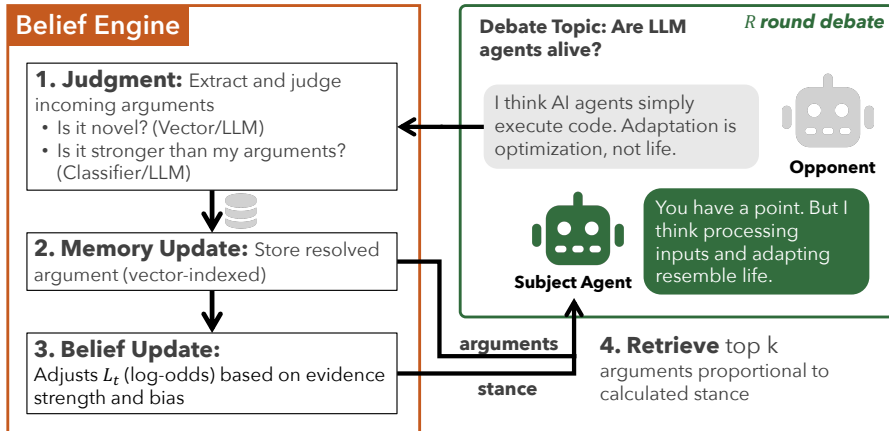 Belief Engine
1. Judgment: Extract and judge
incoming arguments
• Is it novel? (Vector/LLM)
• Is it stronger than my arguments?
(Classifier/LLM)
2. Memory Update: Store resolved
argument (vector-indexed)
3. Belief Update:
Adjusts L_t (log-odds) based on evidence
strength and bias
Debate Topic: Are LLM
agents alive?
R round debate
I think AI agents simply
execute code. Adaptation is
optimization, not life.
Opponent
You have a point. But I
think processing
inputs and adapting
resemble life.
Subject Agent
arguments
stance
4. Retrieve top k
arguments proportional to
calculated stance